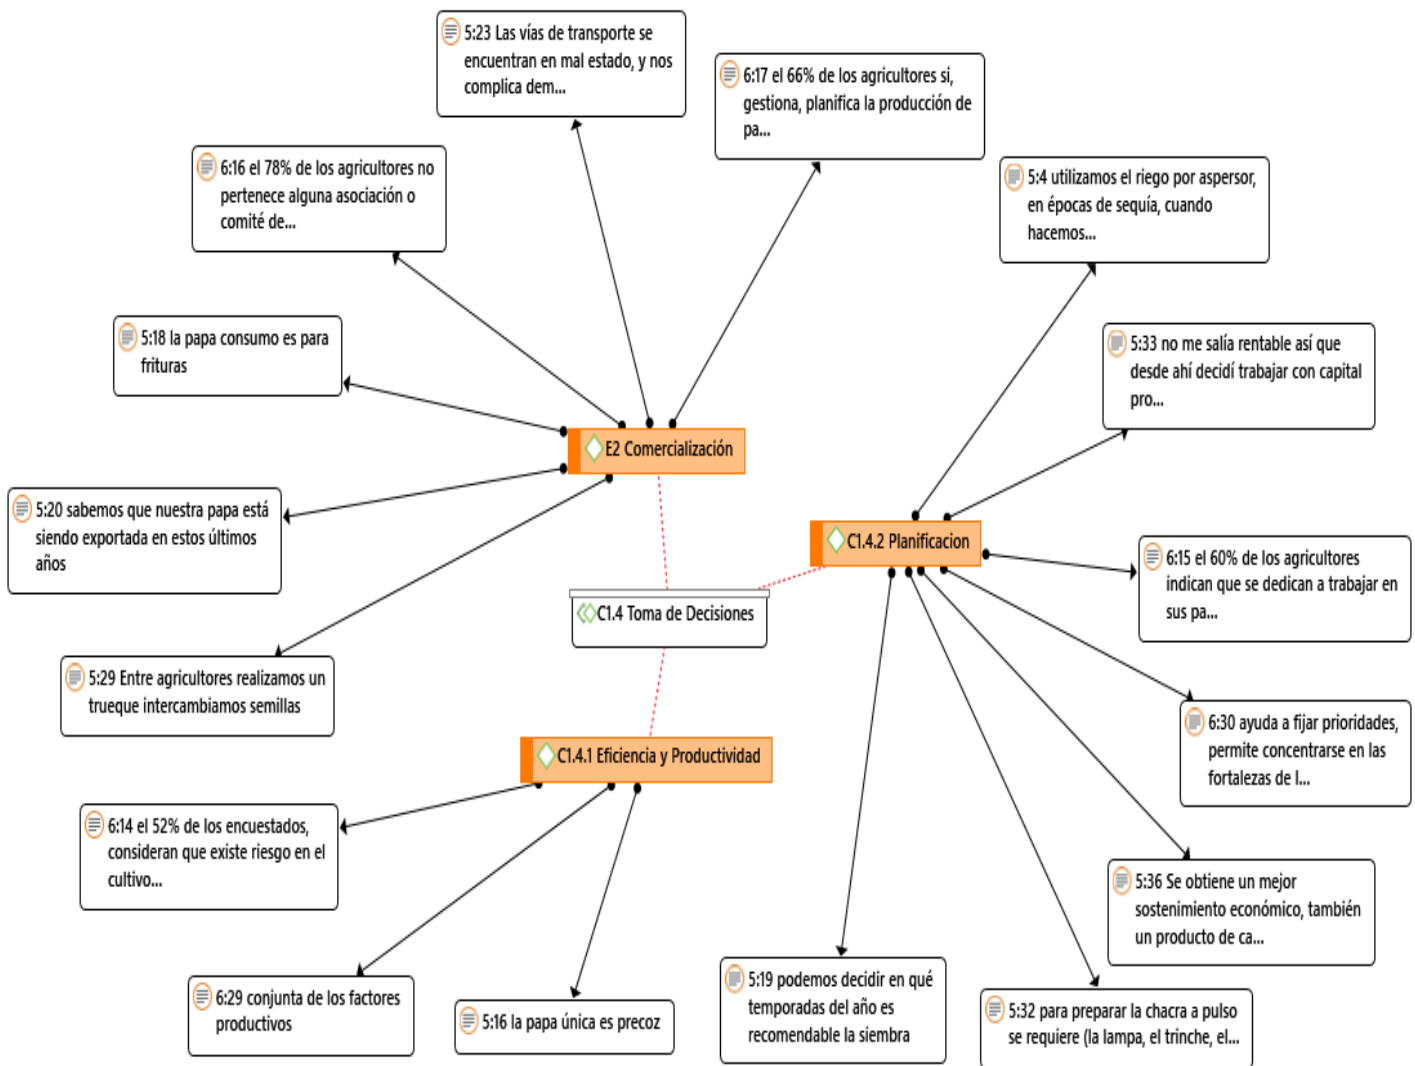 5:23 Las vías de transporte se
encuentran en mal estado, y nos
complica dem...
6:17 el 66% de los agricultores si,
gestiona, planifica la producción de
pa...
6:16 el 78% de los agricultores no
pertenece alguna asociación o
comité de...
5:4 utilizamos el riego por aspersor,
en épocas de sequía, cuando
hacemos...
5:18 la papa consumo es para
frituras
5:33 no me salía rentable así que
desde ahí decidí trabajar con capital
pro...
E2 Comercialización
5:20 sabemos que nuestra papa está
siendo exportada en estos últimos
años
C1.4.2 Planificacion
6:15 el 60% de los agricultores
indican que se dedican a trabajar en
sus pa...
C1.4 Toma de Decisiones
5:29 Entre agricultores realizamos un
trueque intercambiamos semillas
6:30 ayuda a fijar prioridades,
permite concentrarse en las
fortalezas de l...
C1.4.1 Eficiencia y Productividad
6:14 el 52% de los encuestados,
consideran que existe riesgo en el
cultivo...
5:36 Se obtiene un mejor
sostenimiento económico, también
un producto de ca...
6:29 conjunta de los factores
productivos
5:16 la papa única es precoz
5:19 podemos decidir en qué
temporadas del año es
recomendable la siembra
5:32 para preparar la chacra a pulso
se requiere (la lampa, el trinche, el...